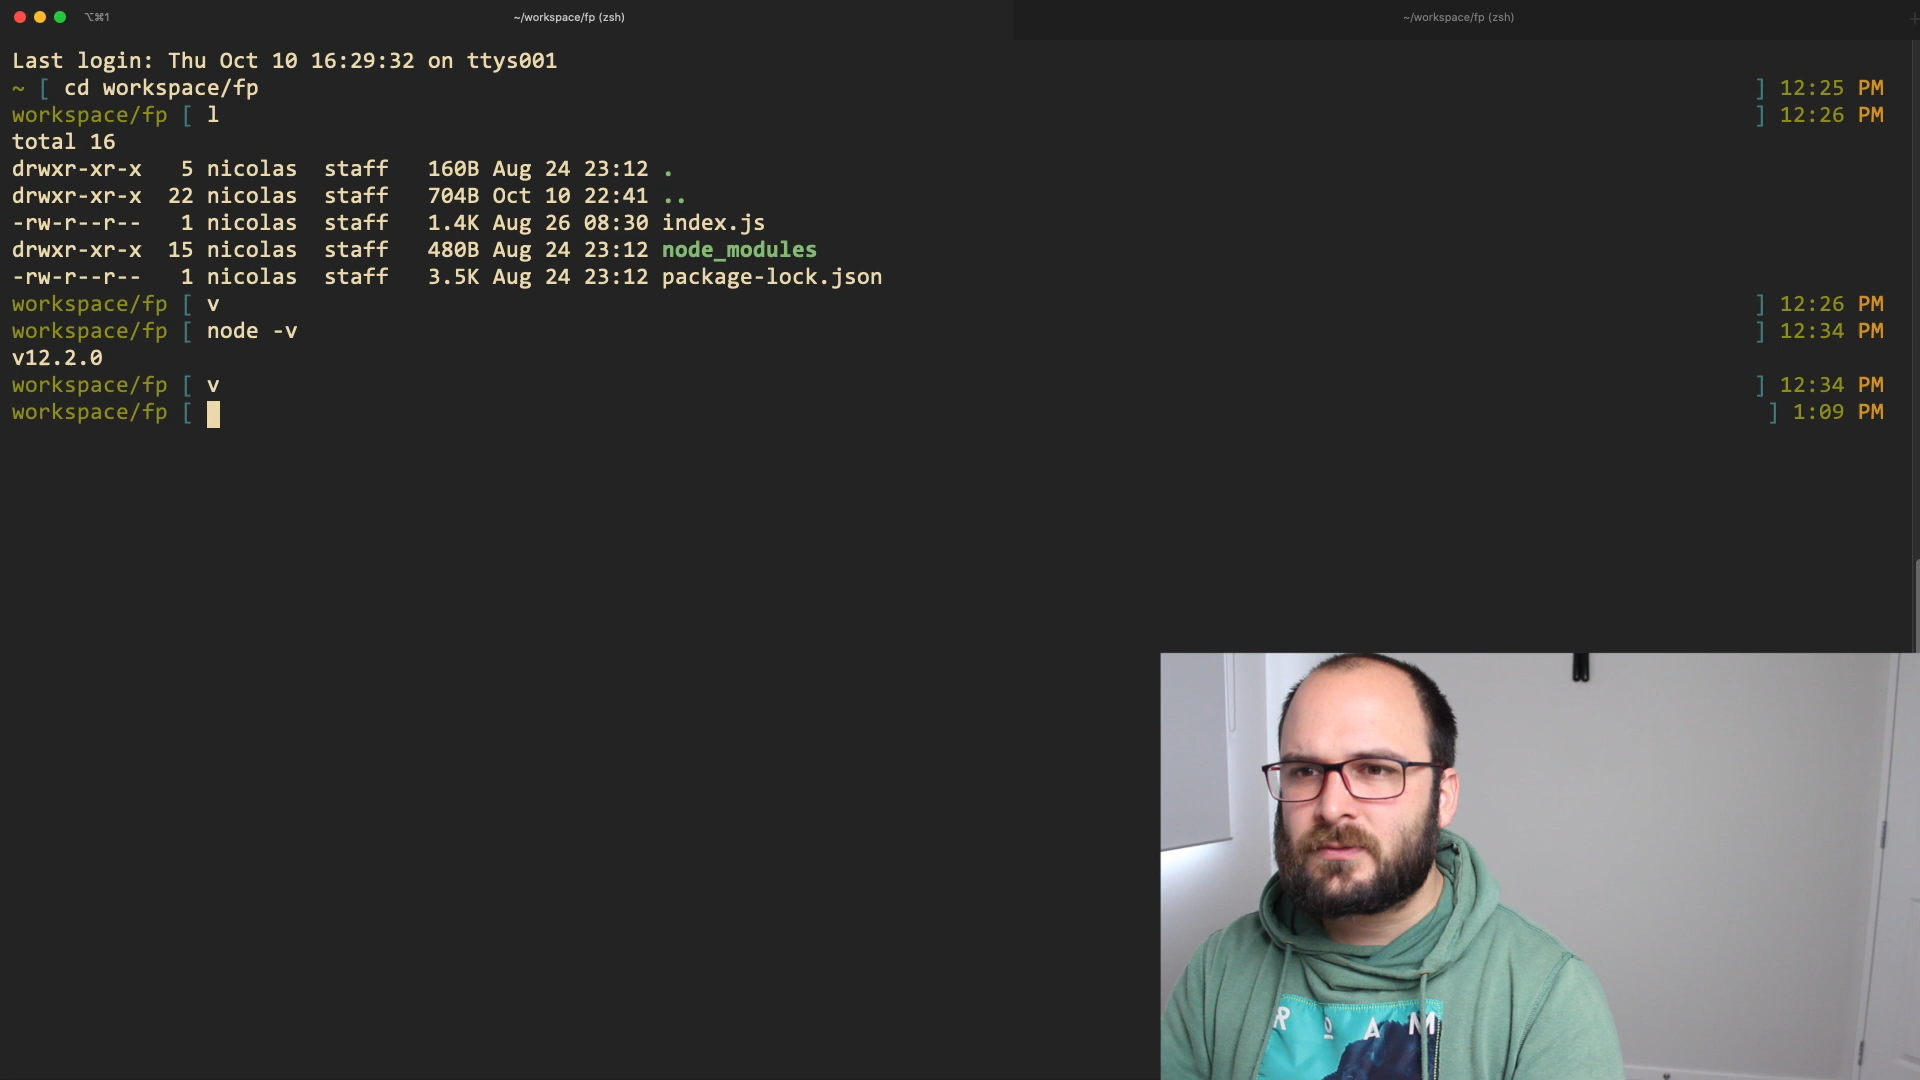 ⌥⌘1
~/workspace/fp (zsh)
~/workspace/fp (zsh)
Last login: Thu Oct 10 16:29:32 on ttys001
~ [ cd workspace/fp ] 12:25 PM
workspace/fp [ l ] 12:26 PM
total 16
drwxr-xr-x 5 nicolas staff 160B Aug 24 23:12 .
drwxr-xr-x 22 nicolas staff 704B Oct 10 22:41 ..
-rw-r--r-- 1 nicolas staff 1.4K Aug 26 08:30 index.js
drwxr-xr-x 15 nicolas staff 480B Aug 24 23:12 node_modules
-rw-r--r-- 1 nicolas staff 3.5K Aug 24 23:12 package-lock.json
workspace/fp [ v ] 12:26 PM
workspace/fp [ node -v ] 12:34 PM
v12.2.0
workspace/fp [ v ] 12:34 PM
workspace/fp [ ] 1:09 PM
ROAM